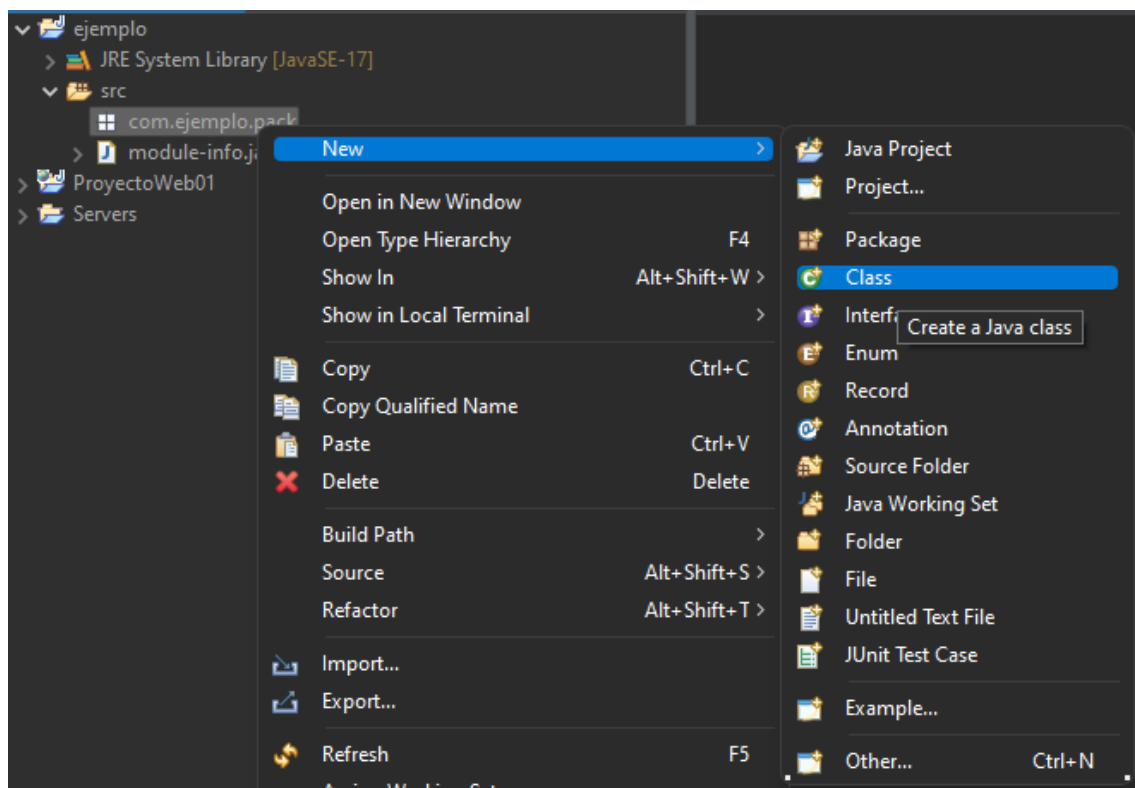 ejemplo
JRE System Library [JavaSE-17]
src
com.ejemplo.pack
module-info.ja
ProyectoWeb01
Servers
New
Open in New Window
Open Type Hierarchy F4
Show In Alt+Shift+W
Show in Local Terminal
Copy Ctrl+C
Copy Qualified Name
Paste Ctrl+V
Delete Delete
Build Path
Source Alt+Shift+S
Refactor Alt+Shift+T
Import...
Export...
Refresh F5
Java Project
Project...
Package
Class
Interfa
Create a Java class
Enum
Record
Annotation
Source Folder
Java Working Set
Folder
File
Untitled Text File
JUnit Test Case
Example...
Other... Ctrl+N